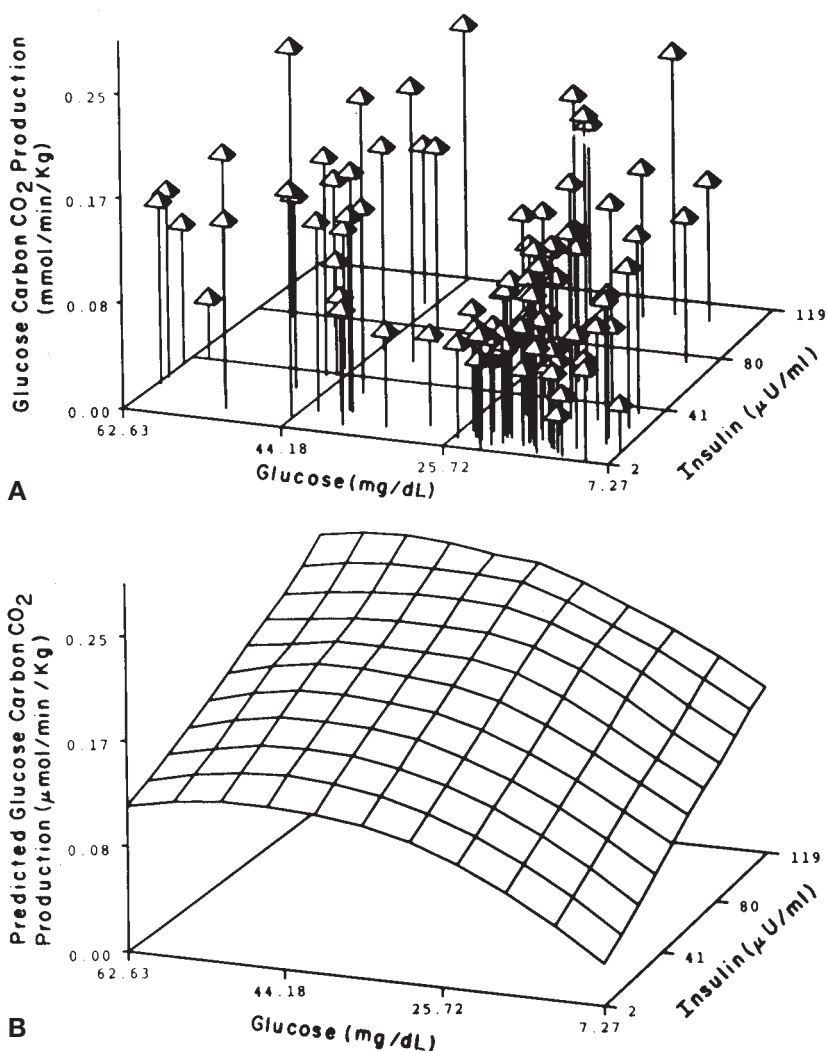 Glucose Carbon CO2 Production
(mmol/min/Kg)
0.25
0.17
0.08
0.00
62.63
44.18
25.72
7.27
Glucose (mg/dL)
2
41
80
119
Insulin (μU/ml)
A
Predicted Glucose Carbon CO2
Production (μmol/min/Kg)
0.25
0.17
0.08
0.00
62.63
44.18
25.72
7.27
Glucose (mg/dL)
2
41
80
119
Insulin (μU/ml)
B